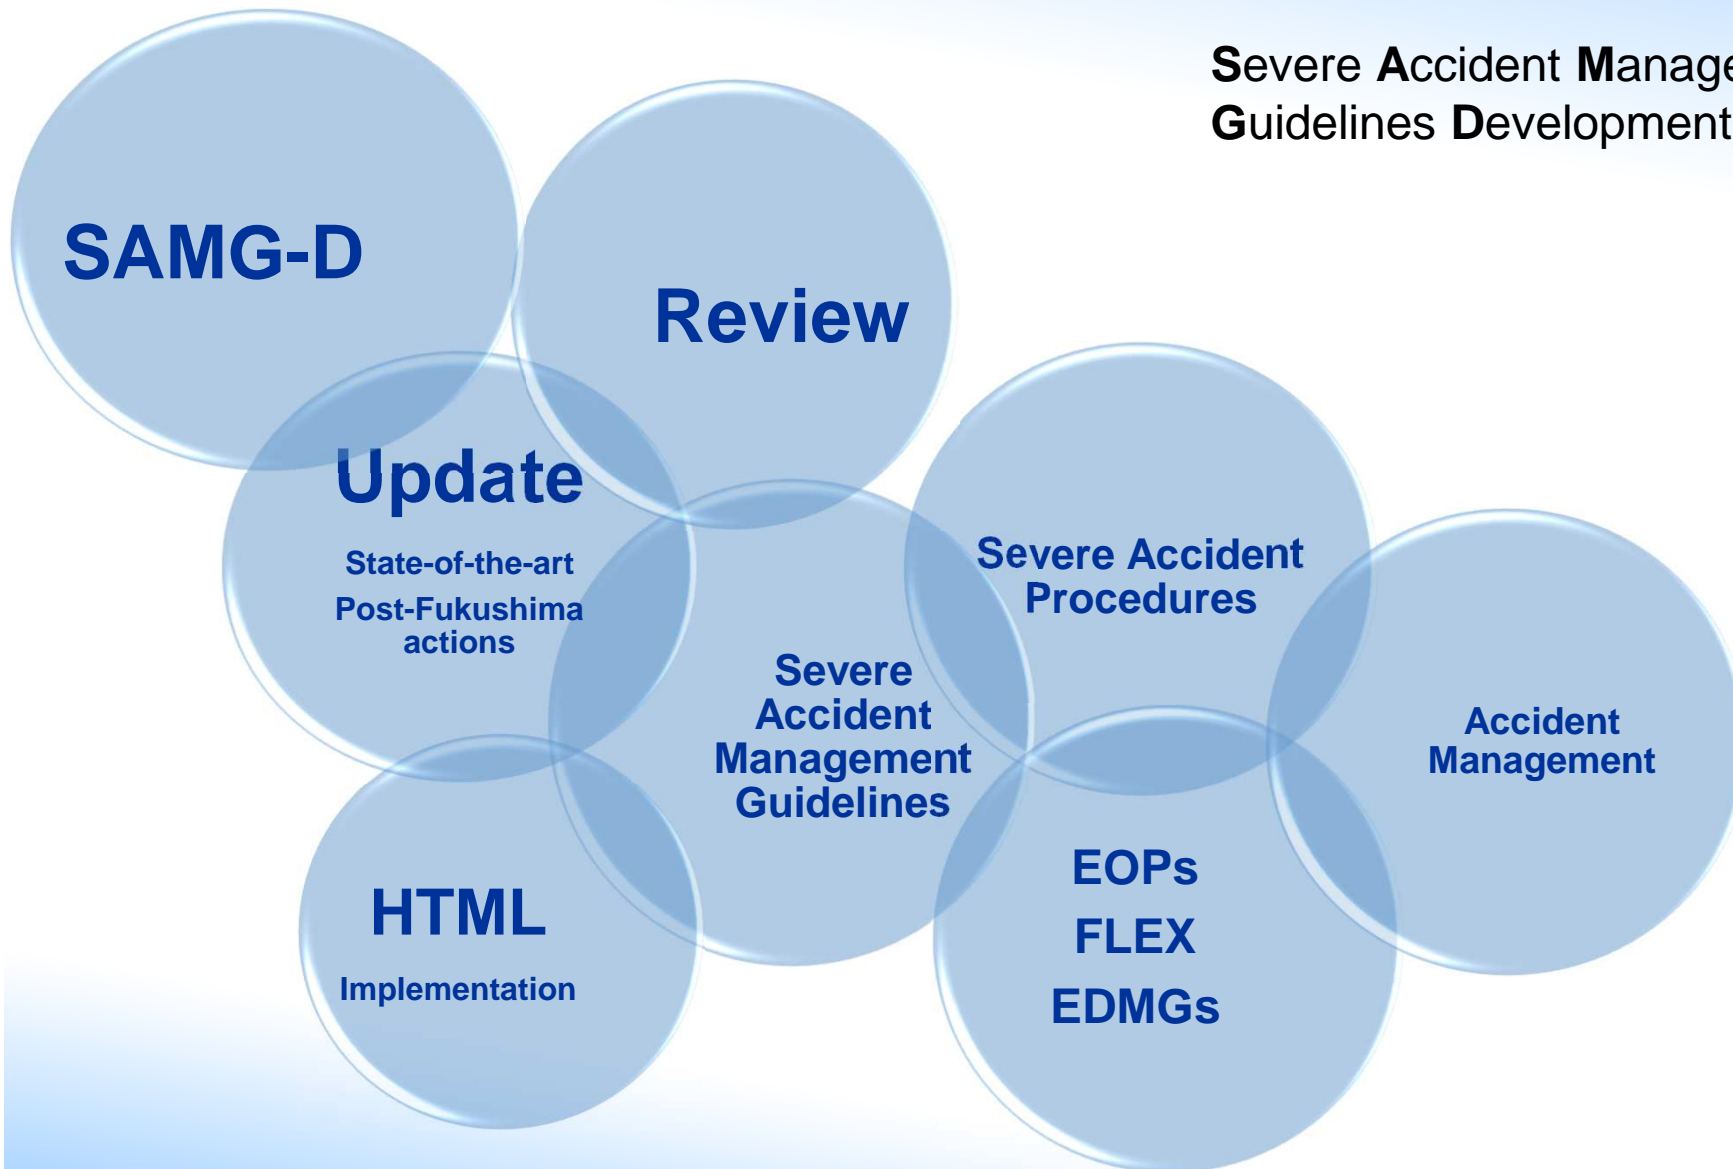 Severe Accident Manage
Guidelines Development
SAMG-D
Review
Update
State-of-the-art
Post-Fukushima
actions
Severe Accident
Procedures
Severe
Accident
Management
Guidelines
Accident
Management
HTML
Implementation
EOPs
FLEX
EDMGs